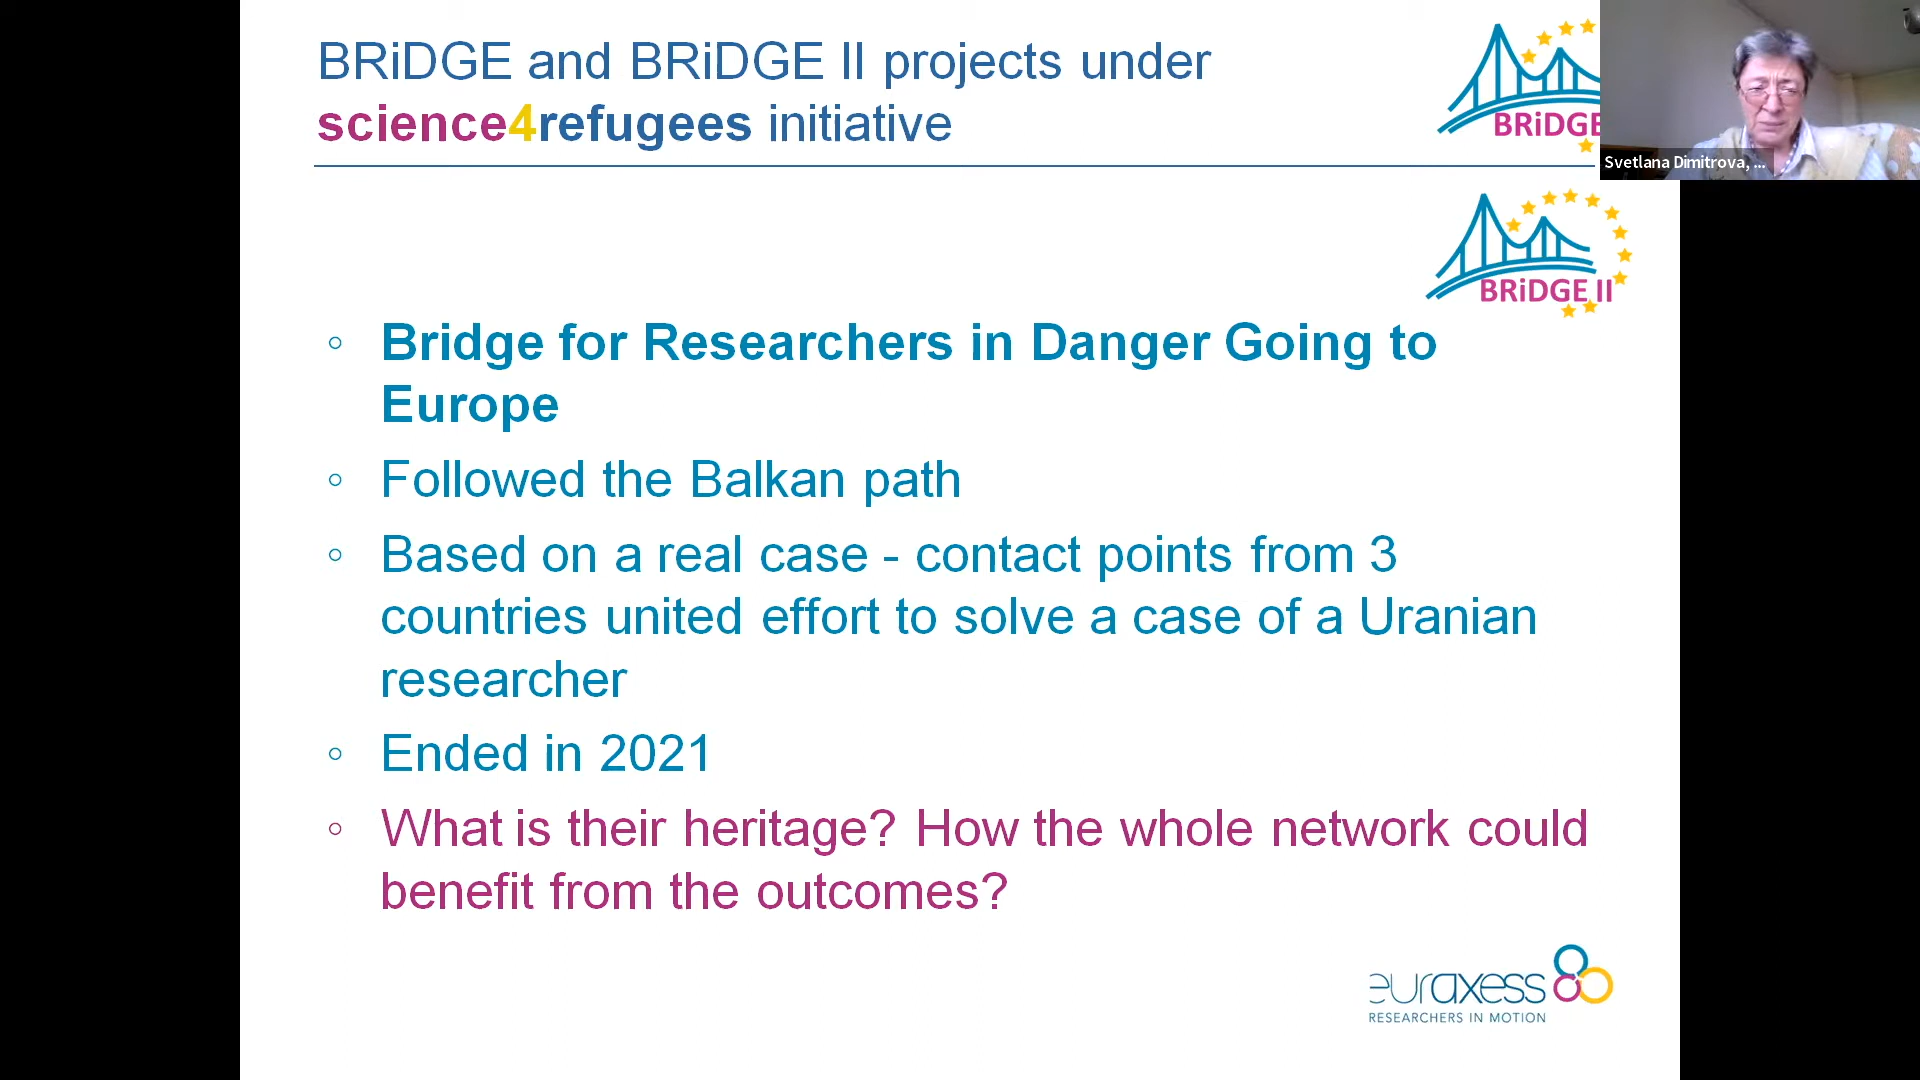 BRiDGE and BRiDGE II projects under
science4refugees initiative
BRiDGE
Svetlana Dimitrova, ...
BRiDGE II
◦ Bridge for Researchers in Danger Going to
Europe
◦ Followed the Balkan path
◦ Based on a real case - contact points from 3
countries united effort to solve a case of a Uranian
researcher
◦ Ended in 2021
◦ What is their heritage? How the whole network could
benefit from the outcomes?
euraxess
RESEARCHERS IN MOTION